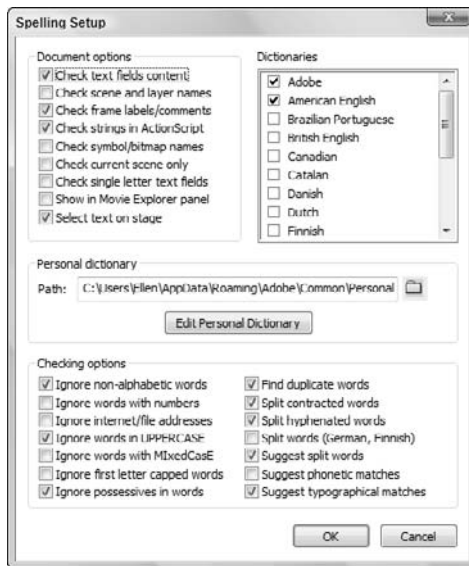 Spelling Setup
Document options
Check text fields content
Check scene and layer names
Check frame labels/comments
Check strings in ActionScript
Check symbol/bitmap names
Check current scene only
Check single letter text fields
Show in Movie Explorer panel
Select text on stage
Dictionaries
Adobe
American English
Brazilian Portuguese
British English
Canadian
Catalan
Danish
Dutch
Finnish
Personal dictionary
Path: C:\Users\Ellen\AppData\Roaming\Adobe\Common\Personal
Edit Personal Dictionary
Checking options
Ignore non-alphabetic words
Ignore words with numbers
Ignore internet/file addresses
Ignore words in UPPERCASE
Ignore words with MIxedCasE
Ignore first letter capped words
Ignore possessives in words
Find duplicate words
Split contracted words
Split hyphenated words
Split words (German, Finnish)
Suggest split words
Suggest phonetic matches
Suggest typographical matches
OK Cancel